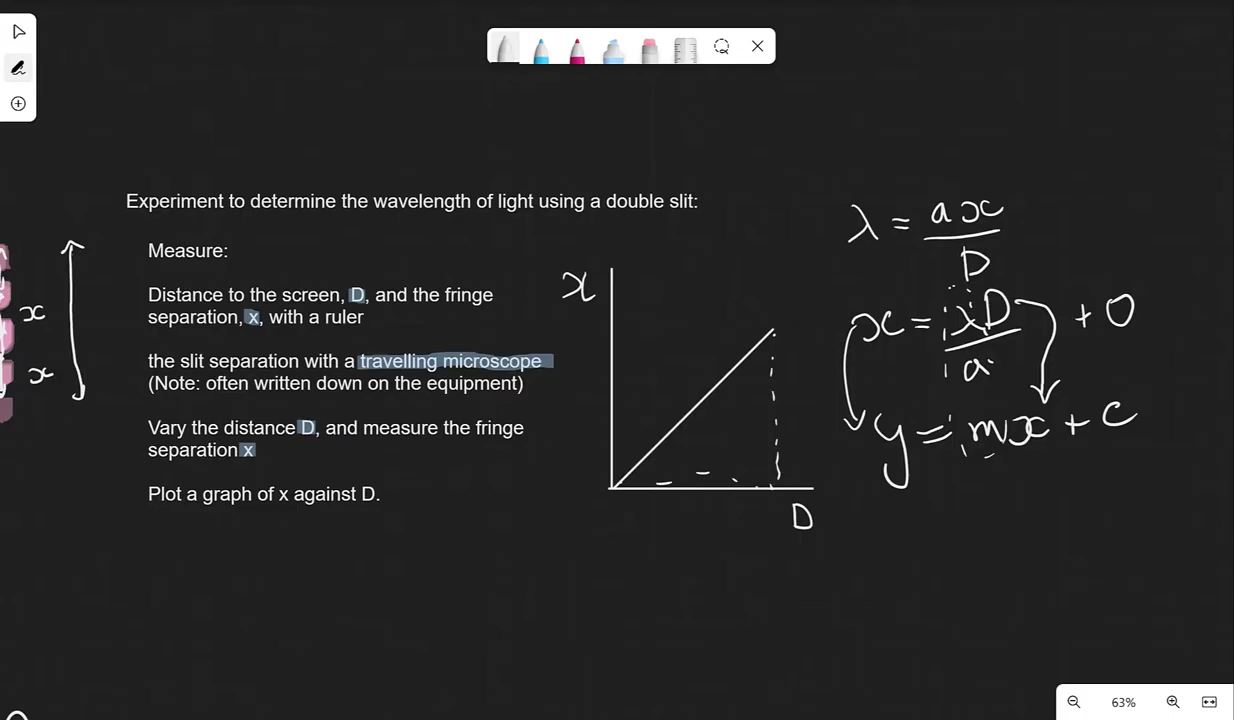 Experiment to determine the wavelength of light using a double slit:
Measure:
Distance to the screen, D, and the fringe
separation, x, with a ruler
the slit separation with a travelling microscope
(Note: often written down on the equipment)
Vary the distance D, and measure the fringe
separation x
Plot a graph of x against D.
x
x
x
D
λ = ax/D
x = λD/a + 0
y = mx + c
63%